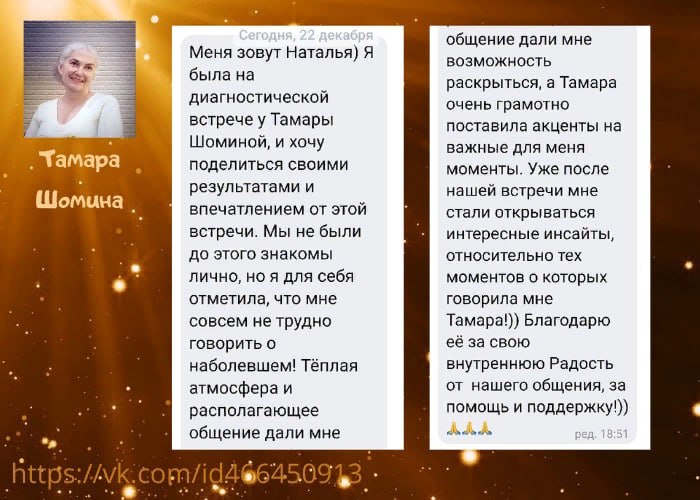 Тамара
Шомина
Сегодня, 22 декабря
Меня зовут Наталья) Я
была на
диагностической
встрече у Тамары
Шоминой, и хочу
поделиться своими
результатами и
впечатлением от этой
встречи. Мы не были
до этого знакомы
лично, но я для себя
отметила, что мне
совсем не трудно
говорить о
наболевшем! Тёплая
атмосфера и
располагающее
общение дали мне
общение дали мне
возможность
раскрыться, а Тамара
очень грамотно
поставила акценты на
важные для меня
моменты. Уже после
нашей встречи мне
стали открываться
интересные инсайты,
относительно тех
моментов о которых
говорила мне
Тамара!)) Благодарю
её за свою
внутреннюю Радость
от нашего общения, за
помощь и поддержку!))
🙏🙏🙏
ред. 18:51
https://vk.com/id466450913